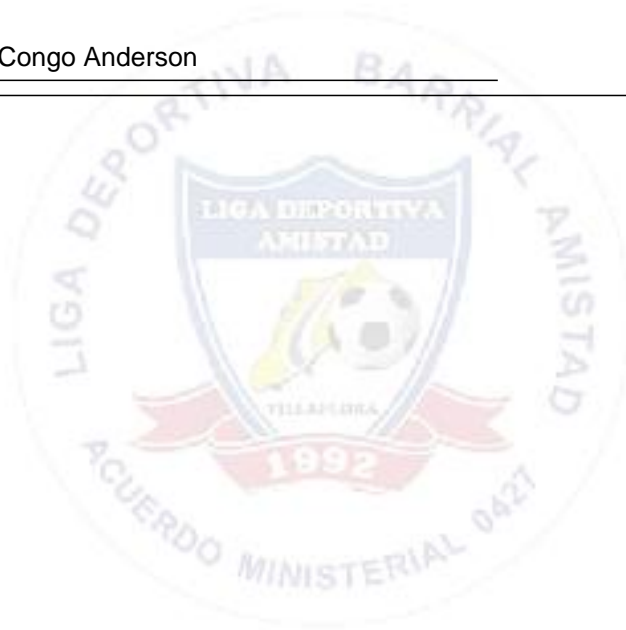 Congo Anderson
LIGA DEPORTIVA BARRIAL AMISTAD
LIGA DEPORTIVA
AMISTAD
VILLAFLORA
1992
ACUERDO MINISTERIAL 0427